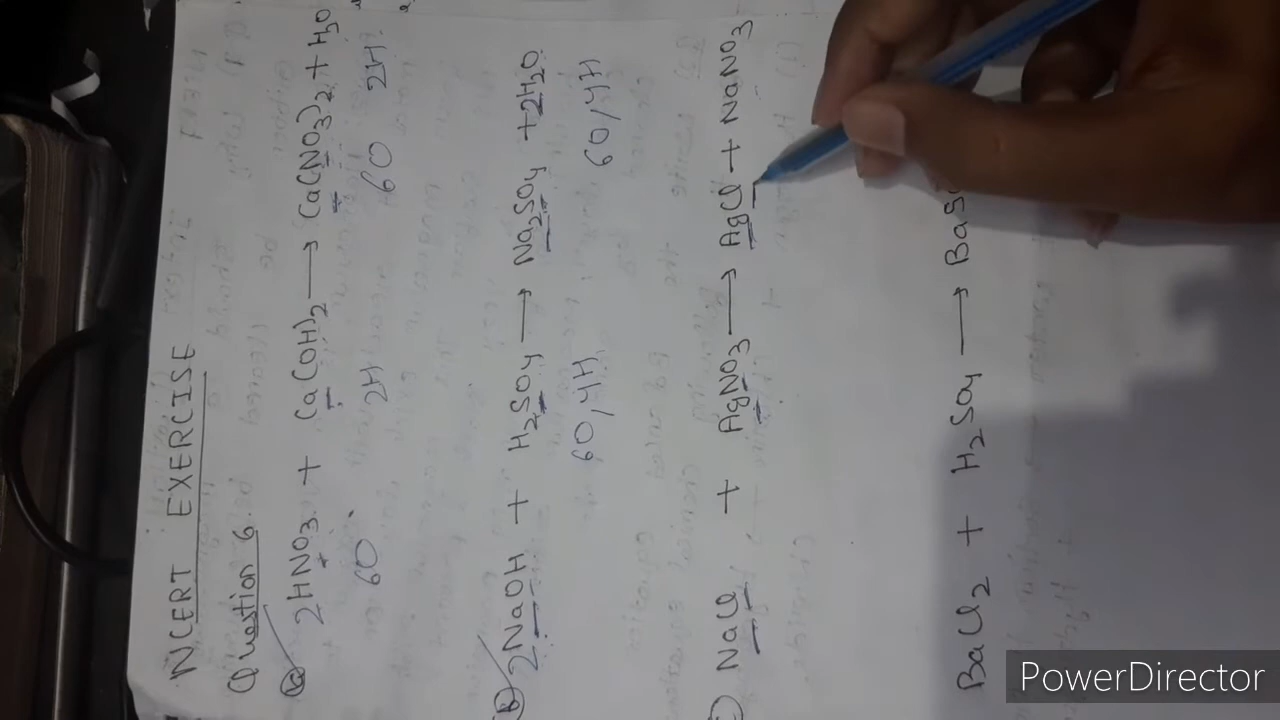 NCERT EXERCISE
Question 6.
(a) 2HNO3 + Ca(OH)2 → Ca(NO3)2 + H2O
6O 2H 6O 2H
(b) 2NaOH + H2SO4 → Na2SO4 + 2H2O
6O, 4H 6O, 4H
(c) NaCl + AgNO3 → AgCl + NaNO3
BaCl2 + H2SO4 → BaSO
PowerDirector